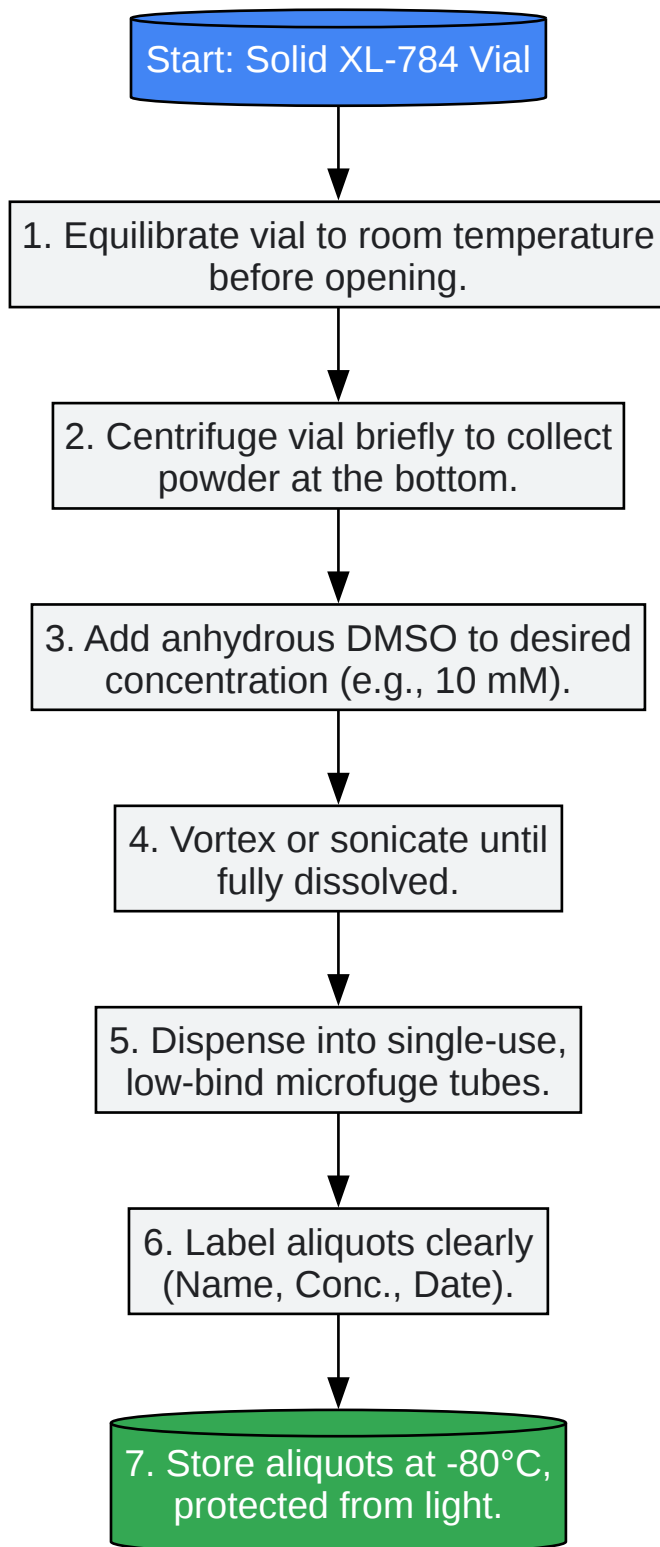 Start: Solid XL-784 Vial
1. Equilibrate vial to room temperature
before opening.
2. Centrifuge vial briefly to collect
powder at the bottom.
3. Add anhydrous DMSO to desired
concentration (e.g., 10 mM).
4. Vortex or sonicate until
fully dissolved.
5. Dispense into single-use,
low-bind microfuge tubes.
6. Label aliquots clearly
(Name, Conc., Date).
7. Store aliquots at -80°C,
protected from light.